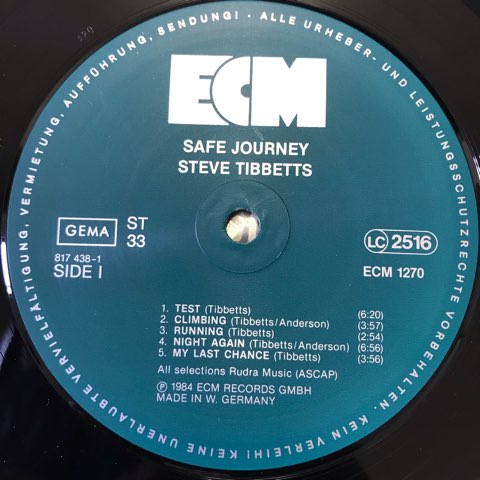 ALLE URHEBER- UND LEISTUNGSSCHUTZRECHTE VORBEHALTEN. KEIN VERLEIH! KEINE UNERLAUBTE VERVIELFÄLTIGUNG, VERMIETUNG, AUFFÜHRUNG, SENDUNG! ·
ECM
SAFE JOURNEY
STEVE TIBBETTS
GEMA
ST
33
LC 2516
817 438-1
SIDE I
ECM 1270
1. TEST (Tibbetts) (6:20)
2. CLIMBING (Tibbetts/Anderson) (3:57)
3. RUNNING (Tibbetts) (2:54)
4. NIGHT AGAIN (Tibbetts/Anderson) (6:56)
5. MY LAST CHANCE (Tibbetts) (3:56)
All selections Rudra Music (ASCAP)
Ⓟ 1984 ECM RECORDS GMBH
MADE IN W. GERMANY